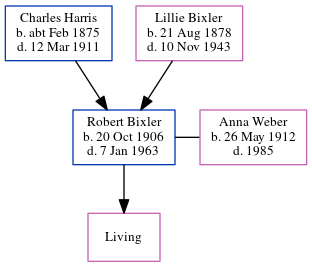 Charles Harris
b. abt Feb 1875
d. 12 Mar 1911
Lillie Bixler
b. 21 Aug 1878
d. 10 Nov 1943
Robert Bixler
b. 20 Oct 1906
d. 7 Jan 1963
Anna Weber
b. 26 May 1912
d. 1985
Living